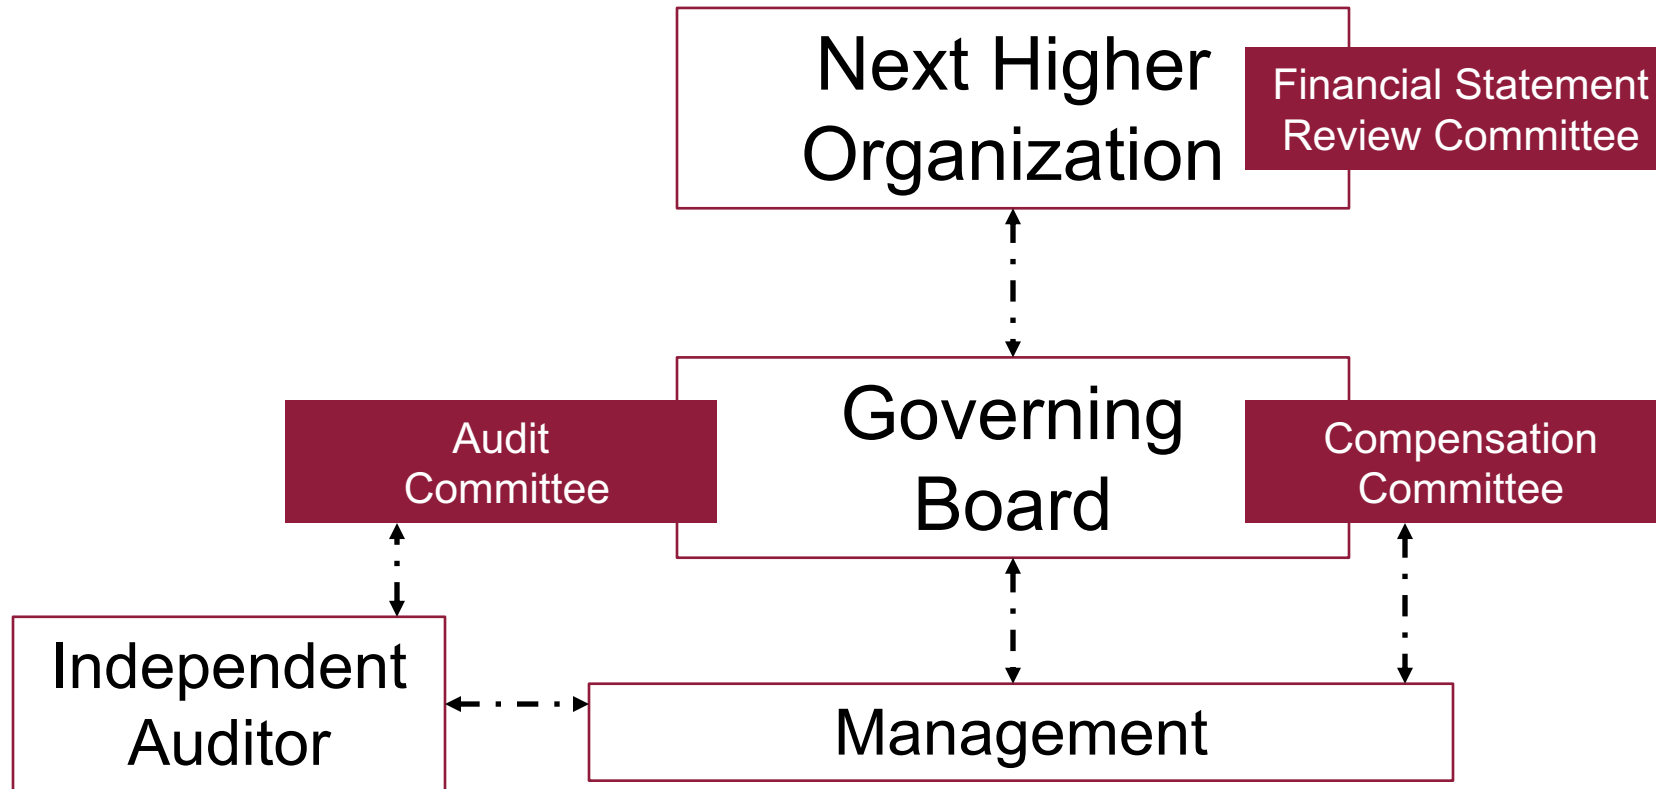 Next Higher
Organization
Financial Statement
Review Committee
Audit
Committee
Governing
Board
Compensation
Committee
Independent
Auditor
Management